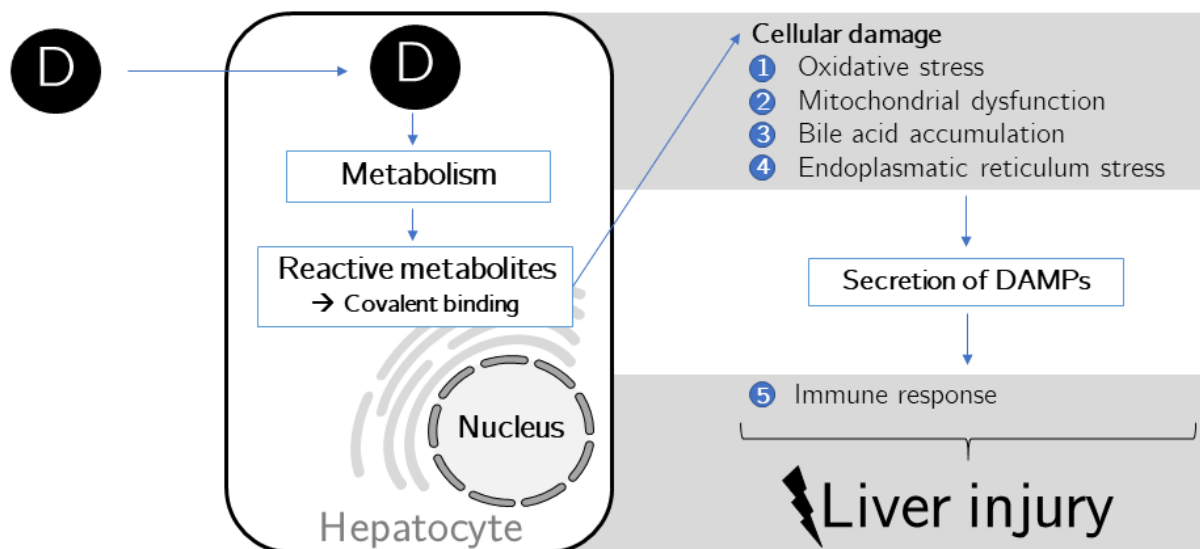 D
D
Metabolism
Reactive metabolites
→ Covalent binding
Nucleus
Hepatocyte
Cellular damage
1 Oxidative stress
2 Mitochondrial dysfunction
3 Bile acid accumulation
4 Endoplasmatic reticulum stress
Secretion of DAMPs
5 Immune response
Liver injury